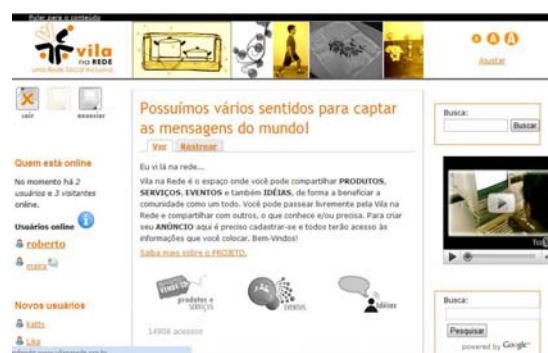 Pular para o conteúdo
vila
na REDE
uma Rede Social Inclusiva
A A A
Ajustar
sair
anunciar
Quem está online
No momento há 2
usuários e 3 visitantes
online.
Usuários online
roberto
maira
Novos usuários
katts
Lika
Possuímos vários sentidos para captar
as mensagens do mundo!
Ver Rastrear
Eu vi lá na rede...
Vila na Rede é o espaço onde você pode compartilhar PRODUTOS,
SERVIÇOS, EVENTOS e também IDÉIAS, de forma a beneficiar a
comunidade como um todo. Você pode passear livremente pela Vila na
Rede e compartilhar com outros, o que conhece e/ou precisa. Para criar
seu ANÚNCIO aqui é preciso cadastrar-se e todos terão acesso às
informações que você colocar. Bem-Vindos!
Saiba mais sobre o PROJETO.
VENDE-SE
produtos e
SERVIÇOS
EVENTOS
Idéias
14908 acessos
Busca:
Buscar
You
Busca:
Pesquisar
powered by Google